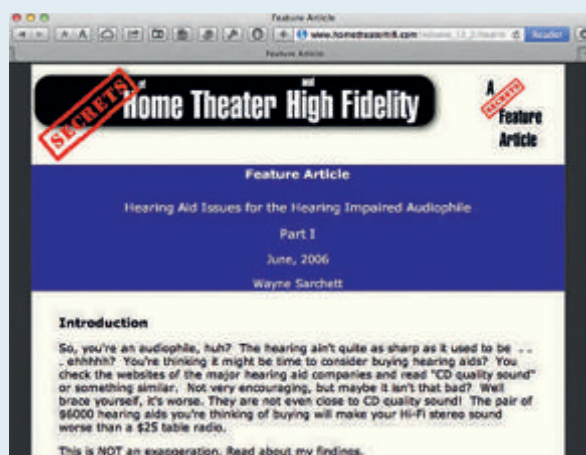 Feature Article
www.hometheaterhifi.com
Reader
Feature Article
SECRETS of Home Theater and High Fidelity
A
SECRETS
Feature
Article
Feature Article
Hearing Aid Issues for the Hearing Impaired Audiophile
Part I
June, 2006
Wayne Sarchett
Introduction
So, you're an audiophile, huh? The hearing ain't quite as sharp as it used to be . .
. ehhhhh? You're thinking it might be time to consider buying hearing aids? You
check the websites of the major hearing aid companies and read "CD quality sound"
or something similar. Not very encouraging, but maybe it isn't that bad? Well
brace yourself, it's worse. They are not even close to CD quality sound! The pair of
$6000 hearing aids you're thinking of buying will make your Hi-Fi stereo sound
worse than a $25 table radio.
This is NOT an exaggeration. Read about my findings.